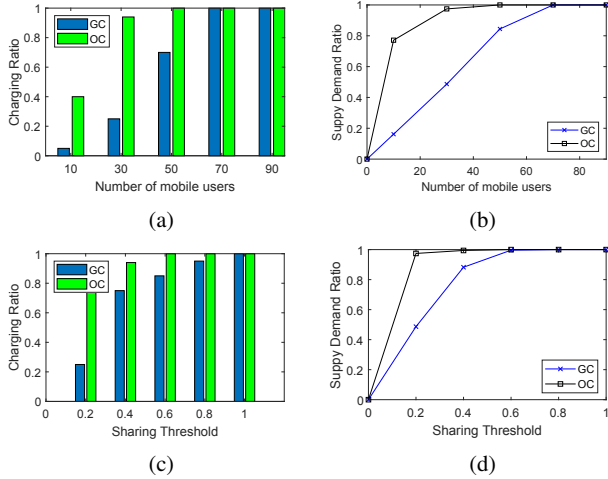 GC
OC
1
0.8
0.6
0.4
0.2
0
Charging Ratio
10 30 50 70 90
Number of mobile users
(a)
1
0.8
0.6
0.4
0.2
0
Suppy Demand Ratio
GC
OC
0 20 40 60 80
Number of mobile users
(b)
GC
OC
1
0.8
0.6
0.4
0.2
0
Charging Ratio
0.2 0.4 0.6 0.8 1
Sharing Threshold
(c)
1
0.8
0.6
0.4
0.2
0
Suppy Demand Ratio
GC
OC
0 0.2 0.4 0.6 0.8 1
Sharing Threshold
(d)